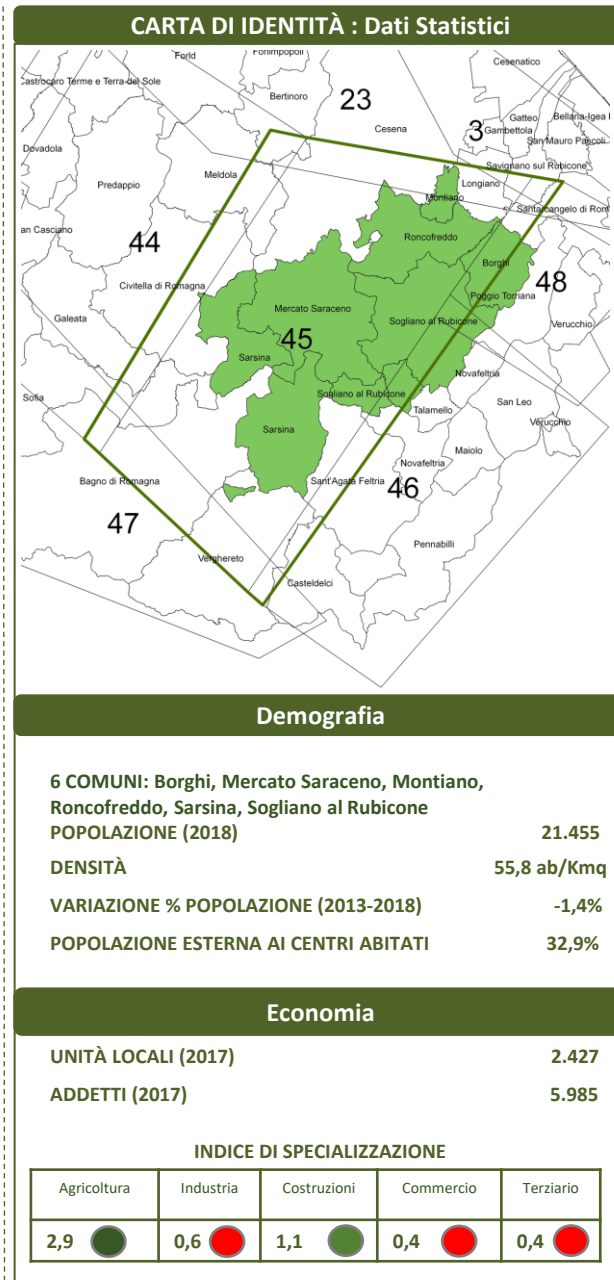 CARTA DI IDENTITÀ : Dati Statistici
Forld
Forlimpopoli
Cesenatico
Castrocaro Terme e Terra del Sole
Bertinoro
23
Cesena
Gatteo
Bellaria-Igea
3
Gambettola
San Mauro Pascoli
Dovadola
Savignano sul Rubicone
Predappio
Meldola
Longiano
Montiano
Santarcangelo di Rom
an Casciano
44
Roncofreddo
Borghi
48
Civitella di Romagna
Poggio Torriana
Mercato Saraceno
Galeata
Sogliano al Rubicone
Verucchio
45
Sarsina
Novafeltria
Sofia
Sogliano al Rubicone
San Leo
Talamello
Verucchio
Sarsina
Maiolo
Novafeltria
Bagno di Romagna
Sant'Agata Feltria
46
47
Pennabilli
Verghereto
Casteldelci
Demografia
6 COMUNI: Borghi, Mercato Saraceno, Montiano,
Roncofreddo, Sarsina, Sogliano al Rubicone
POPOLAZIONE (2018) 21.455
DENSITÀ 55,8 ab/Kmq
VARIAZIONE % POPOLAZIONE (2013-2018) -1,4%
POPOLAZIONE ESTERNA AI CENTRI ABITATI 32,9%
Economia
UNITÀ LOCALI (2017) 2.427
ADDETTI (2017) 5.985
INDICE DI SPECIALIZZAZIONE
Agricoltura Industria Costruzioni Commercio Terziario
2,9 0,6 1,1 0,4 0,4